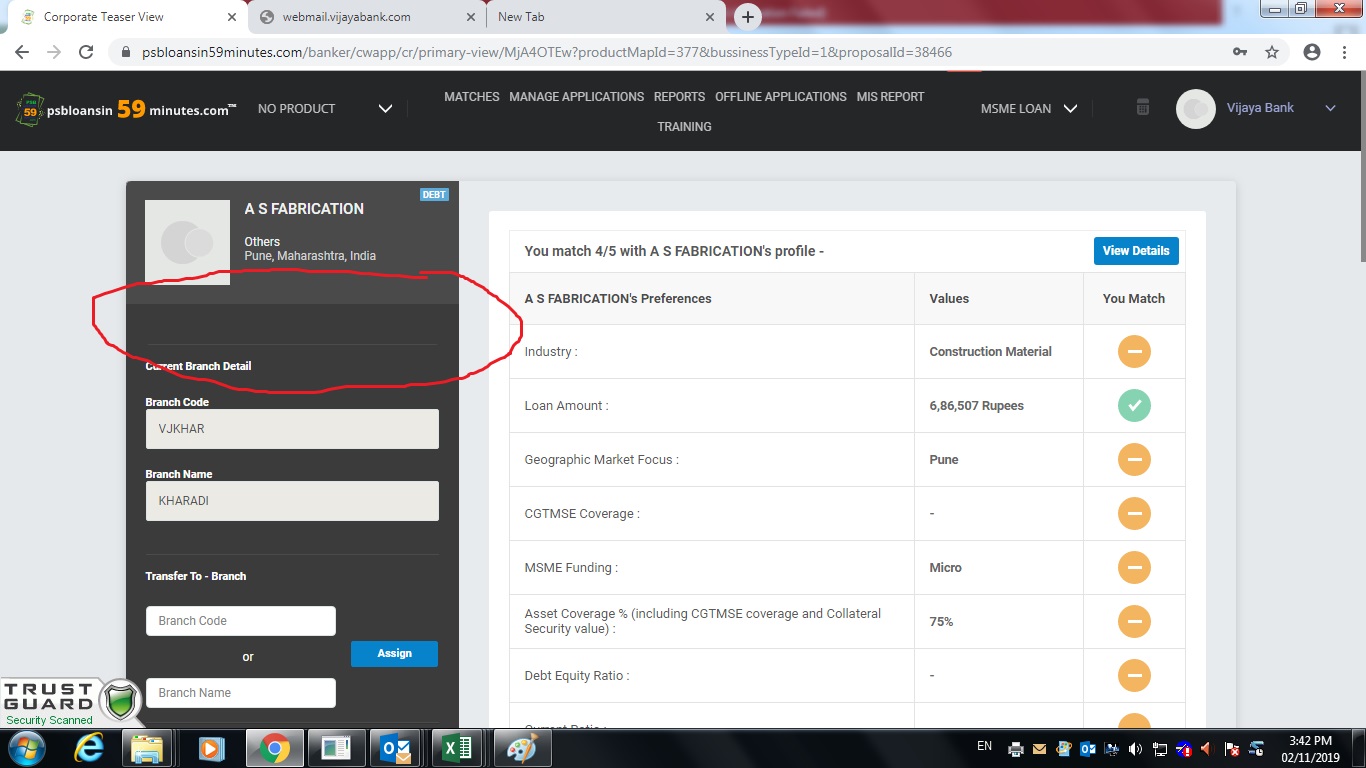 Corporate Teaser View
webmail.vijayabank.com
New Tab
psbloansin59minutes.com/banker/cwapp/cr/primary-view/MjA4OTEw?productMapId=377&bussinessTypeId=1&proposalId=38466
psbloansin 59 minutes.com™
NO PRODUCT
MATCHES MANAGE APPLICATIONS REPORTS OFFLINE APPLICATIONS MIS REPORT
TRAINING
MSME LOAN
Vijaya Bank
DEBT
A S FABRICATION
Others
Pune, Maharashtra, India
Current Branch Detail
Branch Code
VJKHAR
Branch Name
KHARADI
Transfer To - Branch
Branch Code
or
Assign
Branch Name
You match 4/5 with A S FABRICATION's profile -
View Details
A S FABRICATION's Preferences Values You Match
Industry : Construction Material
Loan Amount : 6,86,507 Rupees
Geographic Market Focus : Pune
CGTMSE Coverage : -
MSME Funding : Micro
Asset Coverage % (including CGTMSE coverage and Collateral
Security value) : 75%
Debt Equity Ratio : -
Current Ratio :
TRUST
GUARD
Security Scanned
EN
3:42 PM
02/11/2019